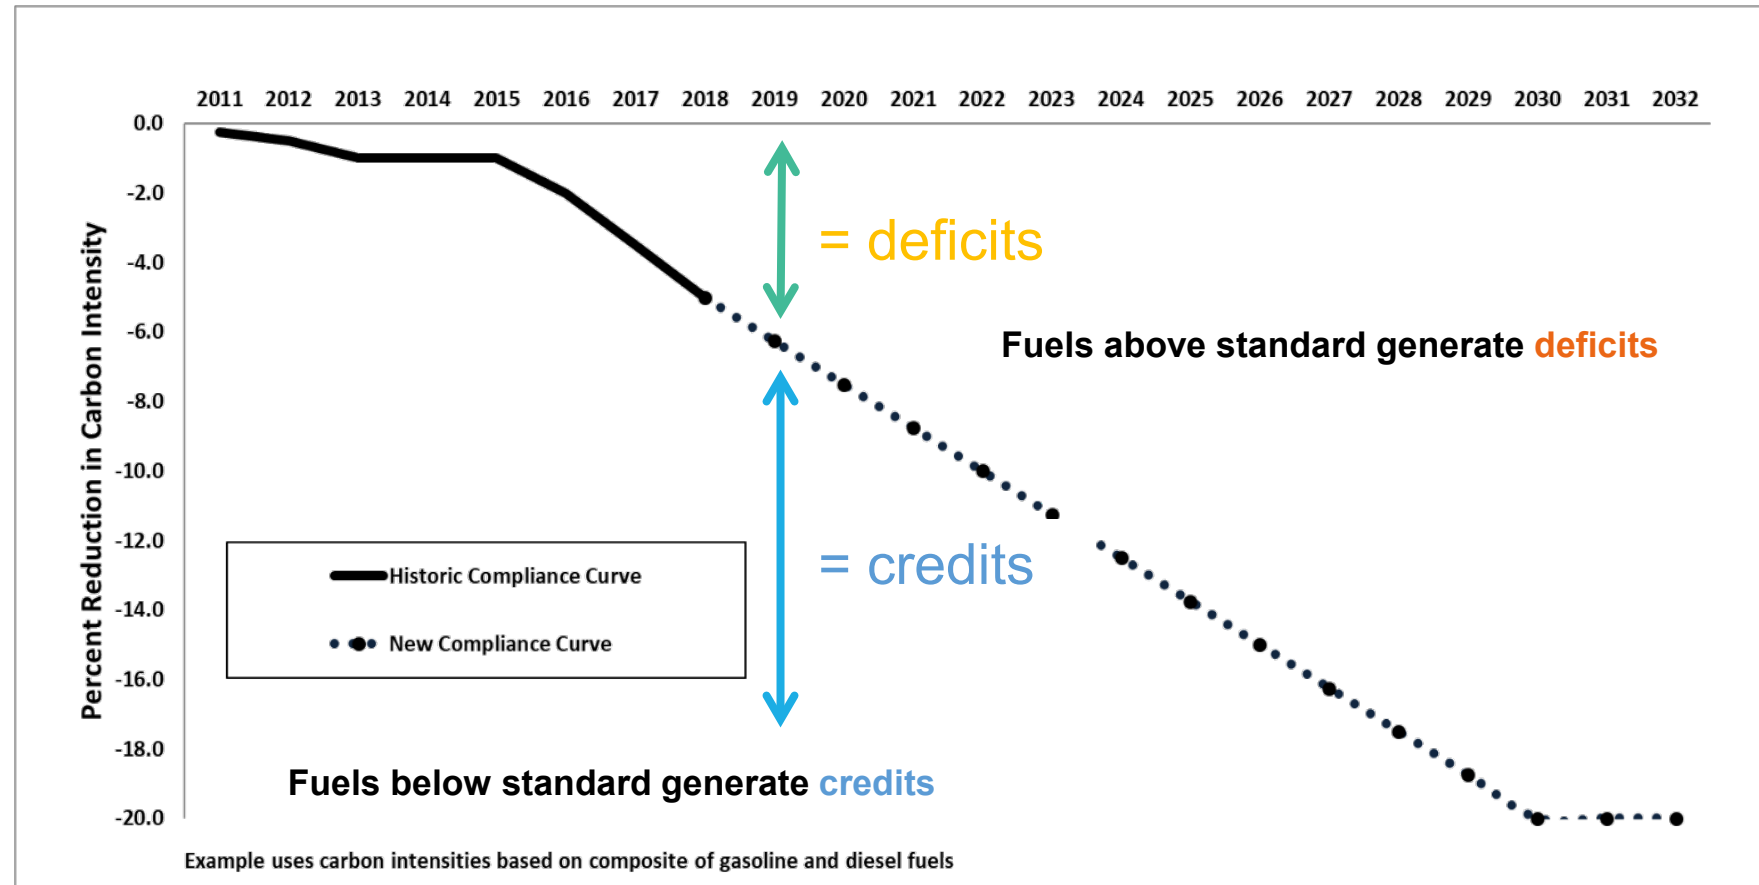 2011 2012 2013 2014 2015 2016 2017 2018 2019 2020 2021 2022 2023 2024 2025 2026 2027 2028 2029 2030 2031 2032
0.0
-2.0
-4.0
-6.0
-8.0
-10.0
-12.0
-14.0
-16.0
-18.0
-20.0
Percent Reduction in Carbon Intensity
= deficits
Fuels above standard generate deficits
= credits
Historic Compliance Curve
New Compliance Curve
Fuels below standard generate credits
Example uses carbon intensities based on composite of gasoline and diesel fuels